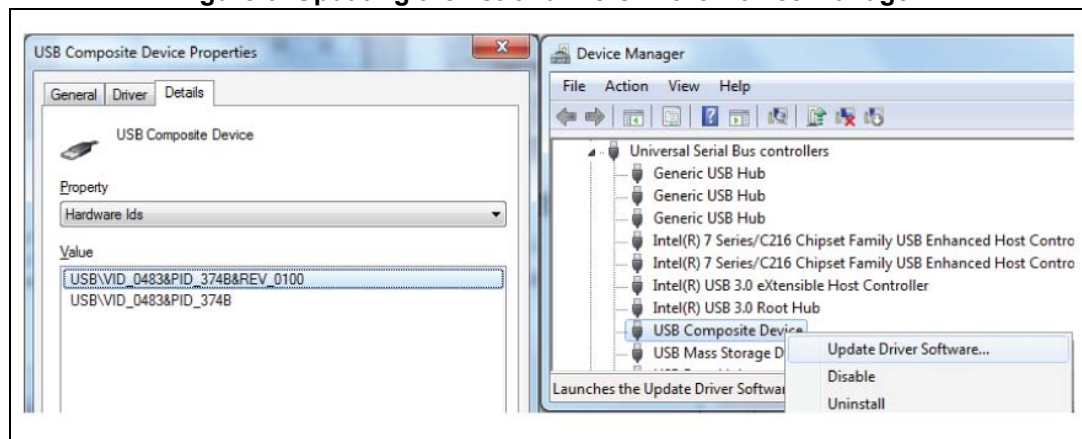 USB Composite Device Properties
General Driver Details
USB Composite Device
Property
Hardware Ids
Value
USB\VID_0483&PID_374B&REV_0100
USB\VID_0483&PID_374B
Device Manager
File Action View Help
Universal Serial Bus controllers
Generic USB Hub
Generic USB Hub
Generic USB Hub
Intel(R) 7 Series/C216 Chipset Family USB Enhanced Host Contro
Intel(R) 7 Series/C216 Chipset Family USB Enhanced Host Contro
Intel(R) USB 3.0 eXtensible Host Controller
Intel(R) USB 3.0 Root Hub
USB Composite Device
USB Mass Storage D
Launches the Update Driver Softwar
Update Driver Software...
Disable
Uninstall